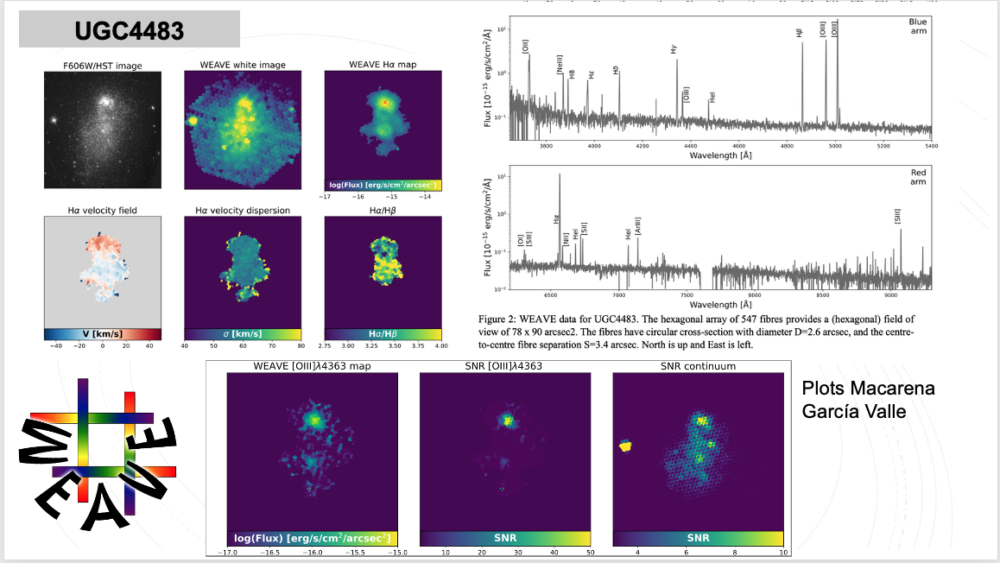 UGC4483
F606W/HST image
WEAVE white image
WEAVE Hα map
log(Flux) [erg/s/cm²/arcsec²]
−17 −16 −15 −14
Hα velocity field
Hα velocity dispersion
Hα/Hβ
V [km/s]
σ [km/s]
Hα/Hβ
−40 −20 0 20 40
40 50 60 70 80
2.75 3.00 3.25 3.50 3.75 4.00
Blue
arm
Flux [10⁻¹⁵ erg/s/cm²/Å]
10¹
10⁰
10⁻¹
[OII]
[NeIII]
H8
Hε
Hδ
Hγ
[OIII]
HeI
Hβ
[OIII]
[OIII]
3800 4000 4200 4400 4600 4800 5000 5200 5400
Wavelength [Å]
Red
arm
Flux [10⁻¹⁵ erg/s/cm²/Å]
10¹
10⁰
10⁻¹
10⁻²
[OI]
[SIII]
Hα
[NII]
HeI
[SII]
HeI
[ArIII]
[SIII]
6500 7000 7500 8000 8500 9000
Wavelength [Å]
Figure 2: WEAVE data for UGC4483. The hexagonal array of 547 fibres provides a (hexagonal) field of
view of 78 x 90 arcsec2. The fibres have circular cross-section with diameter D=2.6 arcsec, and the centre-
to-centre fibre separation S=3.4 arcsec. North is up and East is left.
WEAVE [OIII]λ4363 map
SNR [OIII]λ4363
SNR continuum
log(Flux) [erg/s/cm²/arcsec²]
SNR
SNR
−17.0 −16.5 −16.0 −15.5 −15.0
10 20 30 40 50
4 6 8 10
Plots Macarena
García Valle
WEAVE